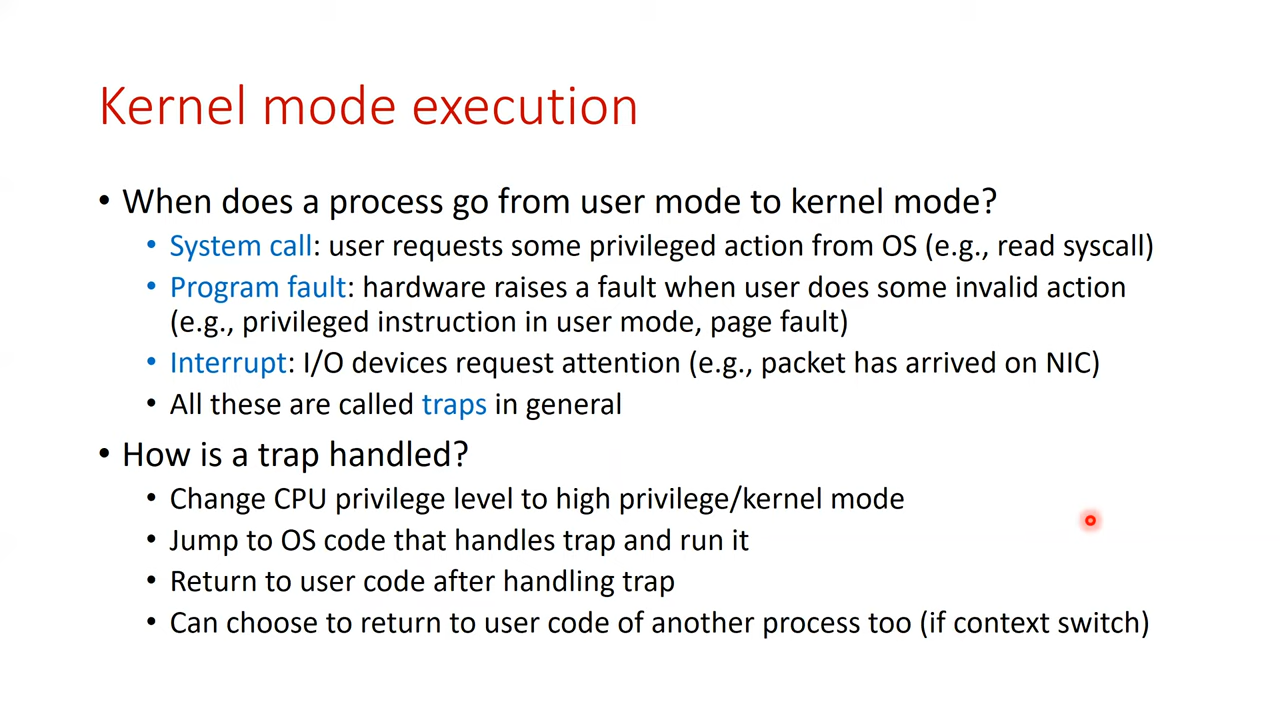 Kernel mode execution
• When does a process go from user mode to kernel mode?
• System call: user requests some privileged action from OS (e.g., read syscall)
• Program fault: hardware raises a fault when user does some invalid action
(e.g., privileged instruction in user mode, page fault)
• Interrupt: I/O devices request attention (e.g., packet has arrived on NIC)
• All these are called traps in general
• How is a trap handled?
• Change CPU privilege level to high privilege/kernel mode
• Jump to OS code that handles trap and run it
• Return to user code after handling trap
• Can choose to return to user code of another process too (if context switch)